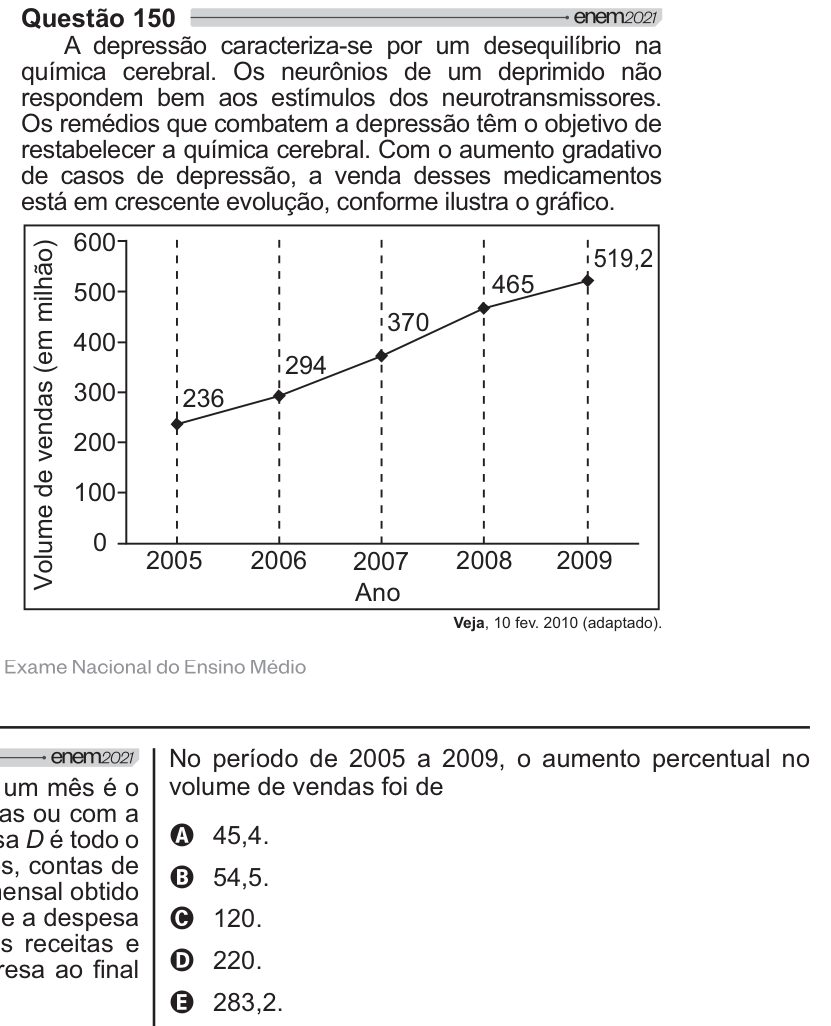 Questão 150
enem2021
A depressão caracteriza-se por um desequilíbrio na
química cerebral. Os neurônios de um deprimido não
respondem bem aos estímulos dos neurotransmissores.
Os remédios que combatem a depressão têm o objetivo de
restabelecer a química cerebral. Com o aumento gradativo
de casos de depressão, a venda desses medicamentos
está em crescente evolução, conforme ilustra o gráfico.
Volume de vendas (em milhão)
600
500
400
300
200
100
0
236
294
370
465
519,2
2005 2006 2007 2008 2009
Ano
Veja, 10 fev. 2010 (adaptado).
Exame Nacional do Ensino Médio
enem2021
um mês é o
as ou com a
sa D é todo o
s, contas de
ensal obtido
e a despesa
s receitas e
resa ao final
No período de 2005 a 2009, o aumento percentual no
volume de vendas foi de
A 45,4.
B 54,5.
C 120.
D 220.
E 283,2.